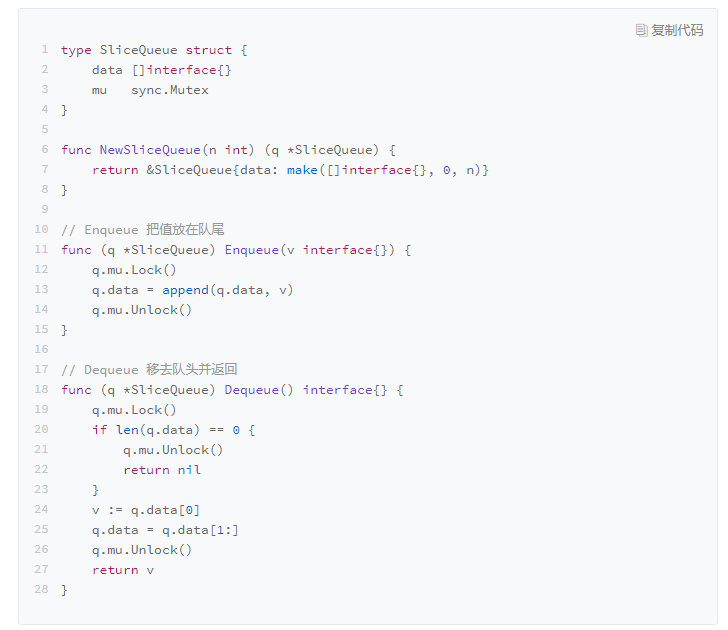 复制代码
1 type SliceQueue struct {
2     data []interface{}
3     mu   sync.Mutex
4 }
5
6 func NewSliceQueue(n int) (q *SliceQueue) {
7     return &SliceQueue{data: make([]interface{}, 0, n)}
8 }
9
10 // Enqueue 把值放在队尾
11 func (q *SliceQueue) Enqueue(v interface{}) {
12     q.mu.Lock()
13     q.data = append(q.data, v)
14     q.mu.Unlock()
15 }
16
17 // Dequeue 移去队头并返回
18 func (q *SliceQueue) Dequeue() interface{} {
19     q.mu.Lock()
20     if len(q.data) == 0 {
21         q.mu.Unlock()
22         return nil
23     }
24     v := q.data[0]
25     q.data = q.data[1:]
26     q.mu.Unlock()
27     return v
28 }